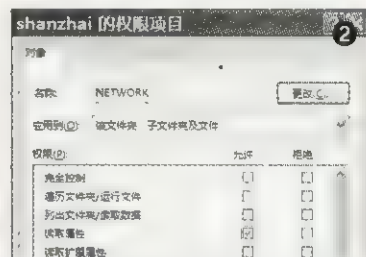 shanzhai 的权限项目
2
对象
名称: NETWORK 更改(C)...
应用到(O): 该文件夹 子文件夹及文件
权限(P): 允许 拒绝
完全控制
遍历文件夹/运行文件
列出文件夹/读取数据
读取属性
读取扩展属性